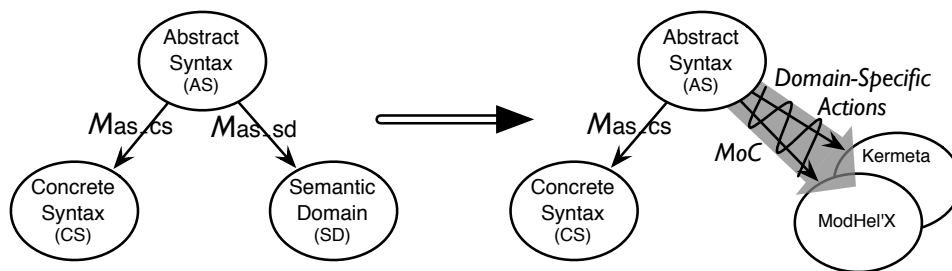 Abstract
Syntax
(AS)
Mas_cs
Mas_sd
Concrete
Syntax
(CS)
Semantic
Domain
(SD)
Abstract
Syntax
(AS)
Domain-Specific
Actions
Mas_cs
MoC
Kermeta
Concrete
Syntax
(CS)
ModHel'X